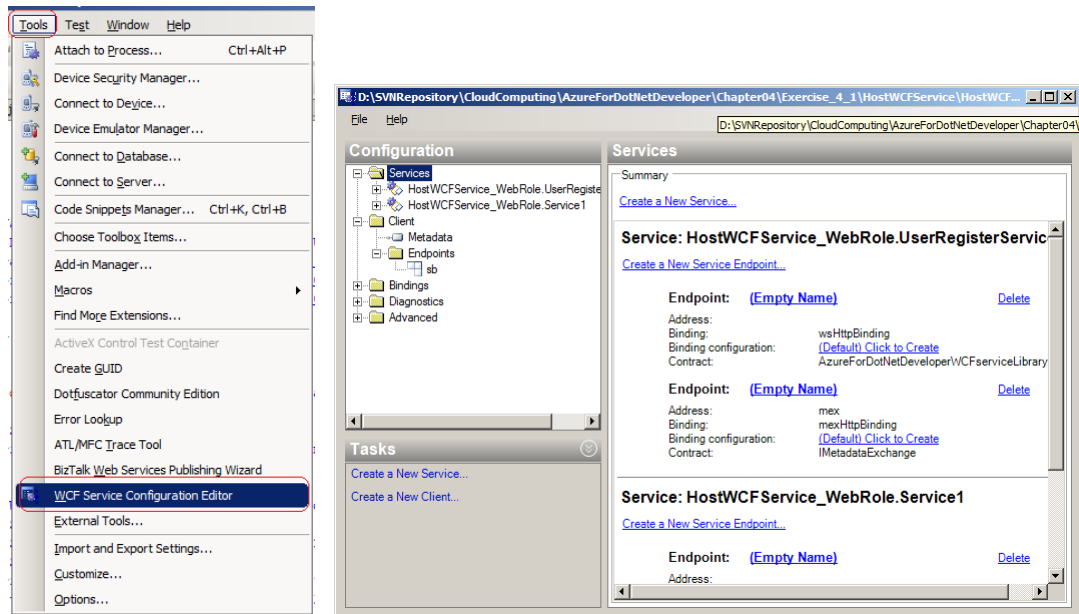 Tools Test Window Help
Attach to Process... Ctrl+Alt+P
Device Security Manager...
Connect to Device...
Device Emulator Manager...
Connect to Database...
Connect to Server...
Code Snippets Manager... Ctrl+K, Ctrl+B
Choose Toolbox Items...
Add-in Manager...
Macros
Find More Extensions...
ActiveX Control Test Container
Create GUID
Dotfuscator Community Edition
Error Lookup
ATL/MFC Trace Tool
BizTalk Web Services Publishing Wizard
WCF Service Configuration Editor
External Tools...
Import and Export Settings...
Customize...
Options...
D:\SVNRepository\CloudComputing\AzureForDotNetDeveloper\Chapter04\Exercise_4_1\HostWCFService\HostWCF...
File Help
D:\SVNRepository\CloudComputing\AzureForDotNetDeveloper\Chapter04\
Configuration
Services
HostWCFService_WebRole.UserRegiste
HostWCFService_WebRole.Service1
Client
Metadata
Endpoints
sb
Bindings
Diagnostics
Advanced
Tasks
Create a New Service...
Create a New Client...
Services
Summary
Create a New Service...
Service: HostWCFService_WebRole.UserRegisterServic
Create a New Service Endpoint...
Endpoint: (Empty Name) Delete
Address:
Binding: wsHttpBinding
Binding configuration: (Default) Click to Create
Contract: AzureForDotNetDeveloperWCFserviceLibrary
Endpoint: (Empty Name) Delete
Address: mex
Binding: mexHttpBinding
Binding configuration: (Default) Click to Create
Contract: IMetadataExchange
Service: HostWCFService_WebRole.Service1
Create a New Service Endpoint...
Endpoint: (Empty Name) Delete
Address: